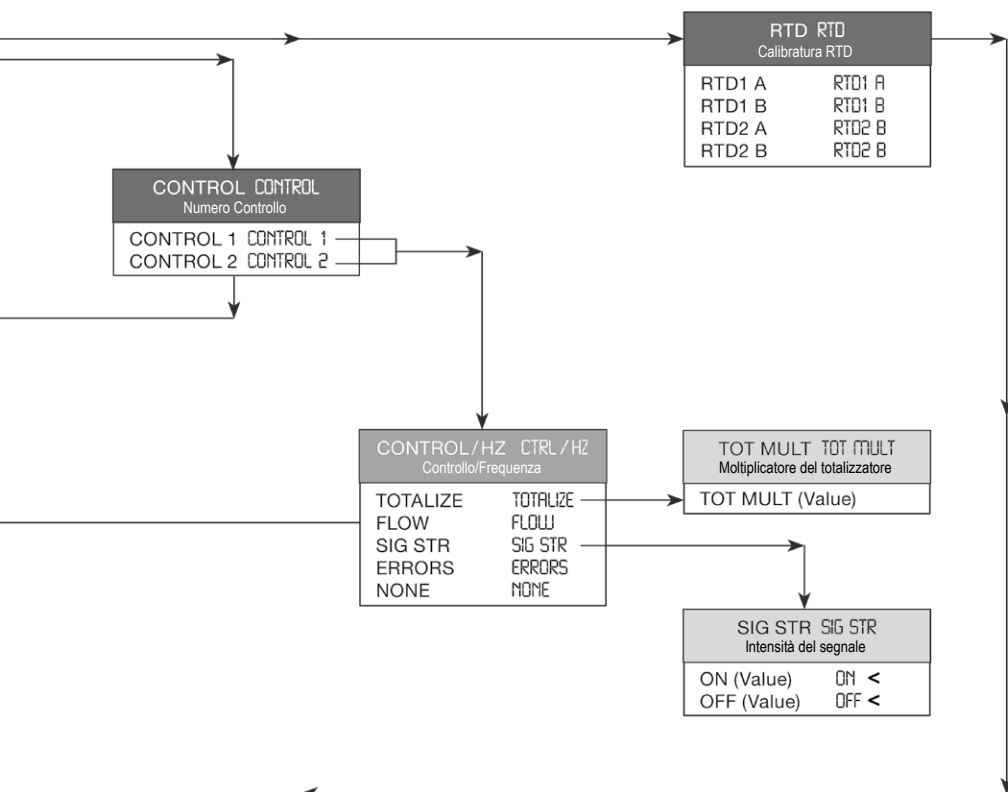 RTD RTD
Calibratura RTD
RTD1 A RTD1 A
RTD1 B RTD1 B
RTD2 A RTD2 B
RTD2 B RTD2 B
CONTROL CONTROL
Numero Controllo
CONTROL 1 CONTROL 1
CONTROL 2 CONTROL 2
CONTROL/HZ CTRL/HZ
Controllo/Frequenza
TOTALIZE TOTALIZE
FLOW FLOW
SIG STR SIG STR
ERRORS ERRORS
NONE NONE
TOT MULT TOT MULT
Moltiplicatore del totalizzatore
TOT MULT (Value)
SIG STR SIG STR
Intensità del segnale
ON (Value) ON <
OFF (Value) OFF <